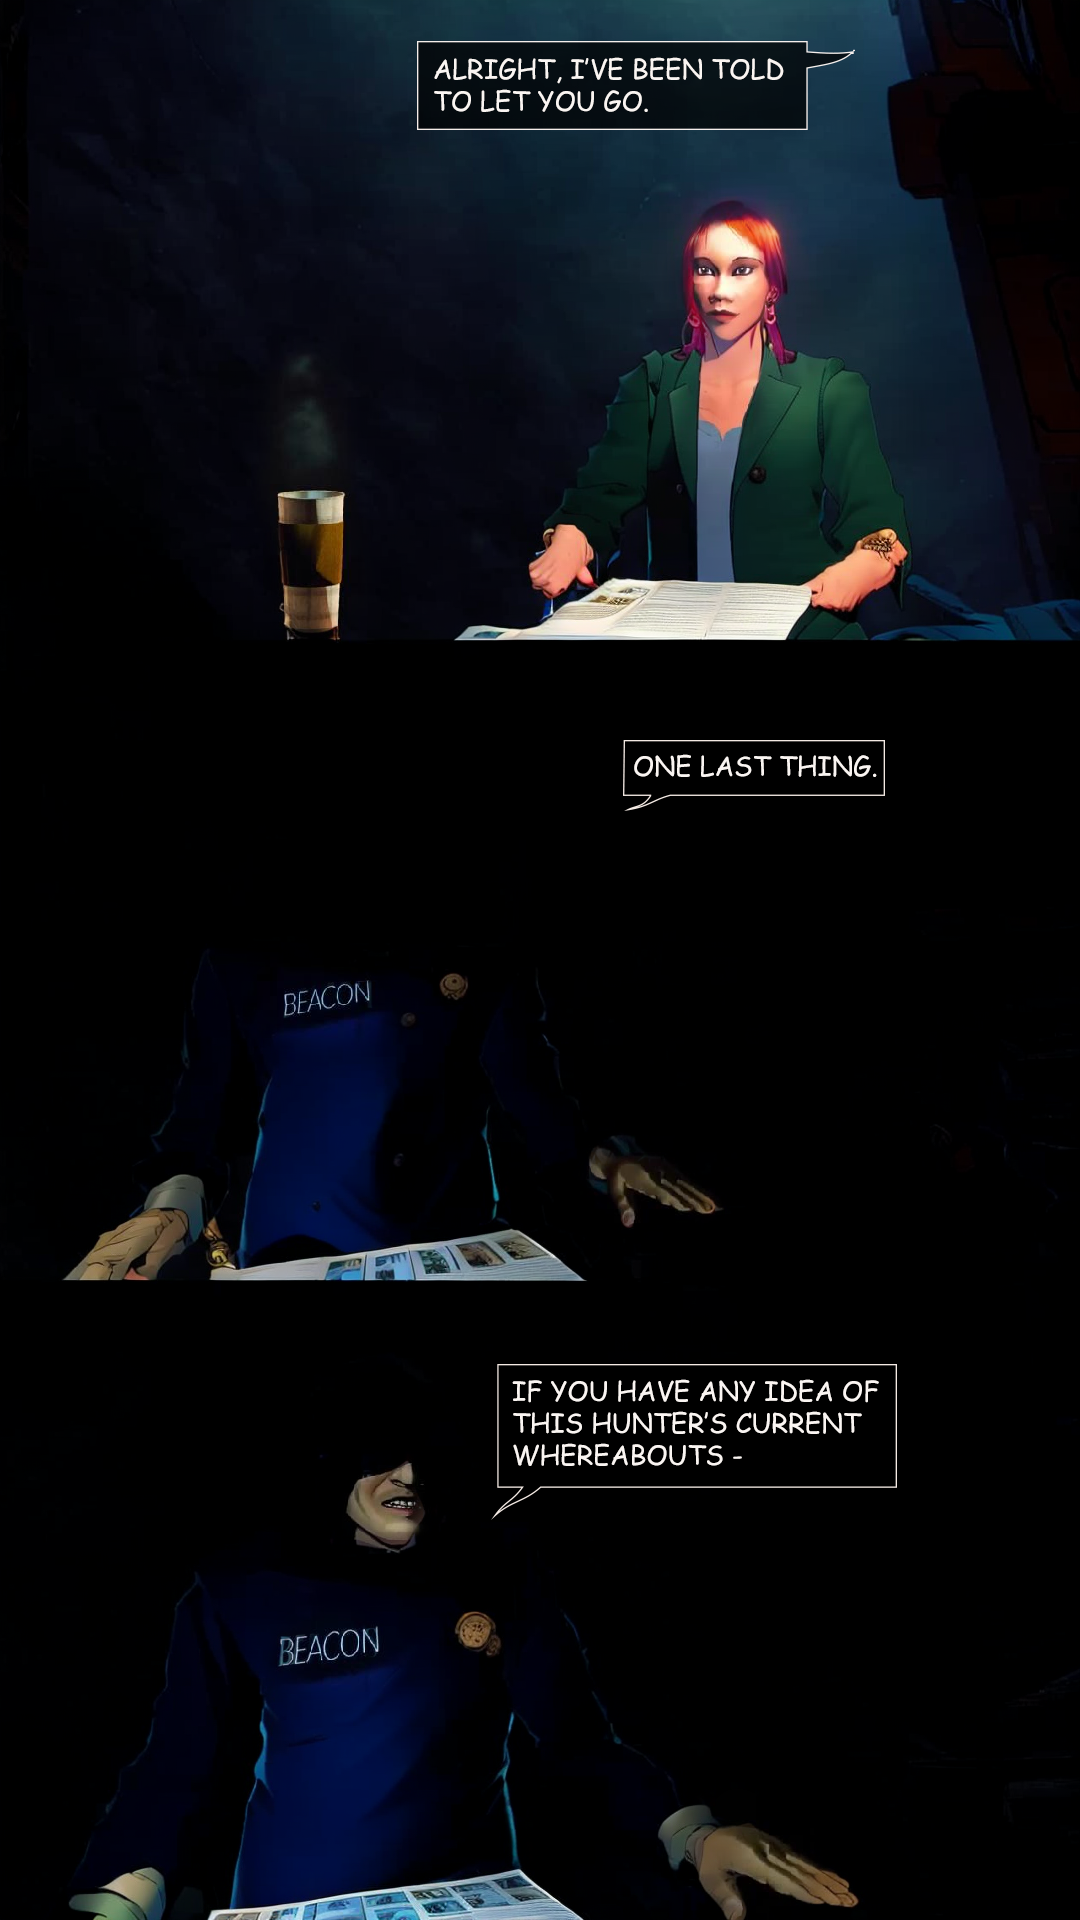 ALRIGHT, I'VE BEEN TOLD
TO LET YOU GO.
ONE LAST THING.
BEACON
IF YOU HAVE ANY IDEA OF
THIS HUNTER'S CURRENT
WHEREABOUTS -
BEACON